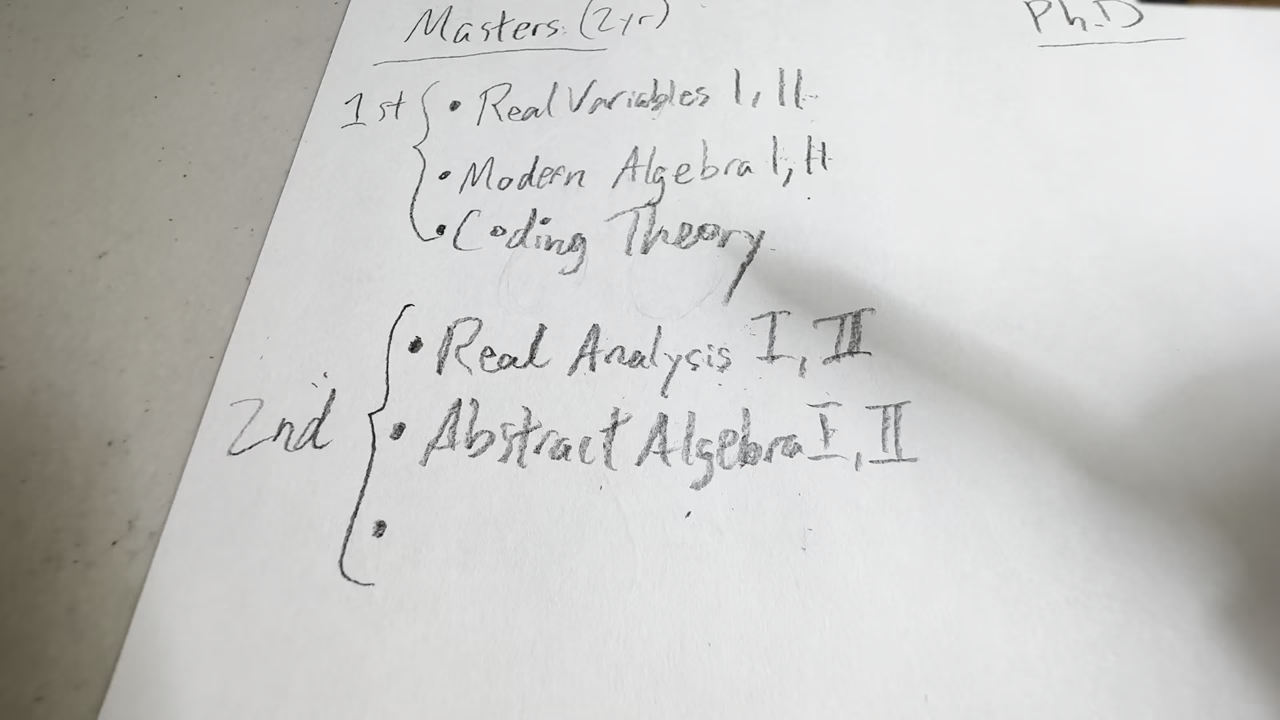 Masters: (2yr)
Ph.D
1st { • Real Variables I, II
• Modern Algebra I, II
• Coding Theory
2nd { • Real Analysis I, II
• Abstract Algebra I, II
•